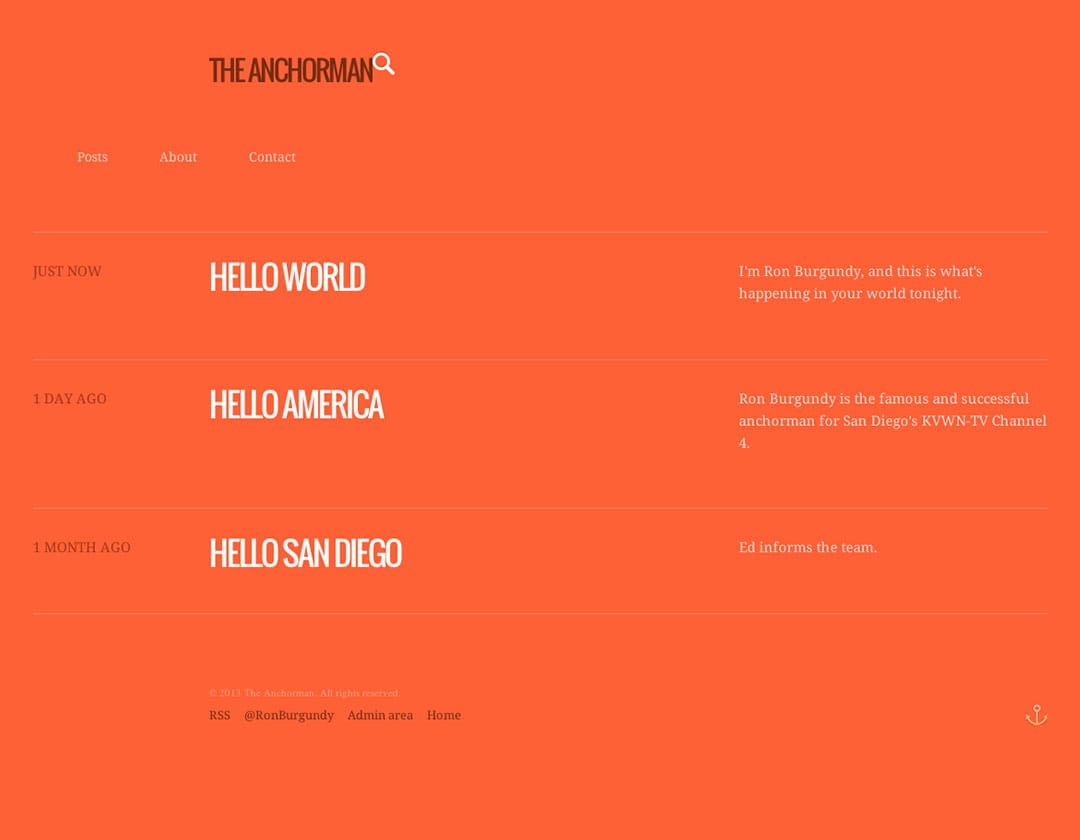 THE ANCHORMAN
Posts About Contact
JUST NOW
HELLO WORLD
I'm Ron Burgundy, and this is what's
happening in your world tonight.
1 DAY AGO
HELLO AMERICA
Ron Burgundy is the famous and successful
anchorman for San Diego's KVWN-TV Channel
4.
1 MONTH AGO
HELLO SAN DIEGO
Ed informs the team.
© 2013 The Anchorman. All rights reserved.
RSS @RonBurgundy Admin area Home